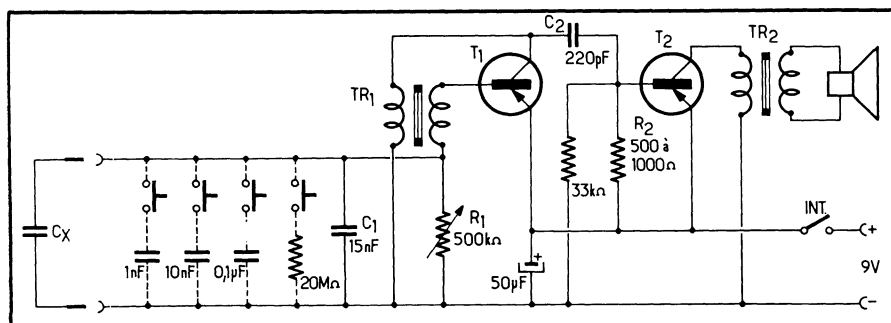 C2
220pF
T1
T2
TR2
TR1
R2
500 à
1000Ω
33kΩ
R1
500kΩ
C1
15nF
CX
1nF
10nF
0,1µF
20MΩ
50µF
+
INT.
+
9V
−